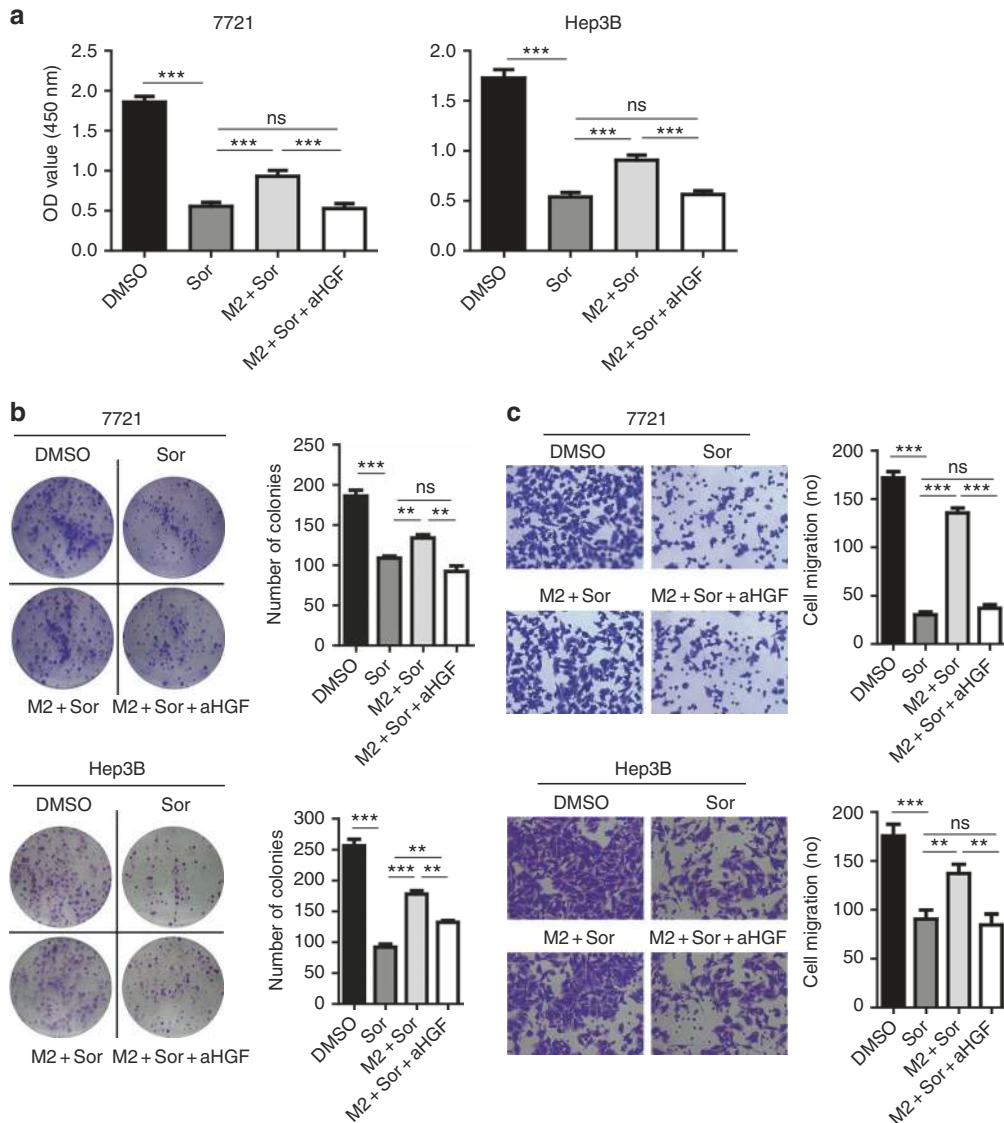 a
7721
OD value (450 nm)
2.5
2.0
1.5
1.0
0.5
0.0
***
ns
***
***
DMSO
Sor
M2 + Sor
M2 + Sor + aHGF
Hep3B
2.0
1.5
1.0
0.5
0.0
***
ns
***
***
DMSO
Sor
M2 + Sor
M2 + Sor + aHGF
b
7721
DMSO
Sor
M2 + Sor
M2 + Sor + aHGF
Number of colonies
250
200
150
100
50
0
***
ns
**
**
DMSO
Sor
M2 + Sor
M2 + Sor + aHGF
Hep3B
DMSO
Sor
M2 + Sor
M2 + Sor + aHGF
Number of colonies
300
250
200
150
100
50
0
***
**
***
**
DMSO
Sor
M2 + Sor
M2 + Sor + aHGF
c
7721
DMSO
Sor
M2 + Sor
M2 + Sor + aHGF
Cell migration (no)
200
150
100
50
0
***
ns
***
***
DMSO
Sor
M2 + Sor
M2 + Sor + aHGF
Hep3B
DMSO
Sor
M2 + Sor
M2 + Sor + aHGF
Cell migration (no)
200
150
100
50
0
***
ns
**
**
DMSO
Sor
M2 + Sor
M2 + Sor + aHGF